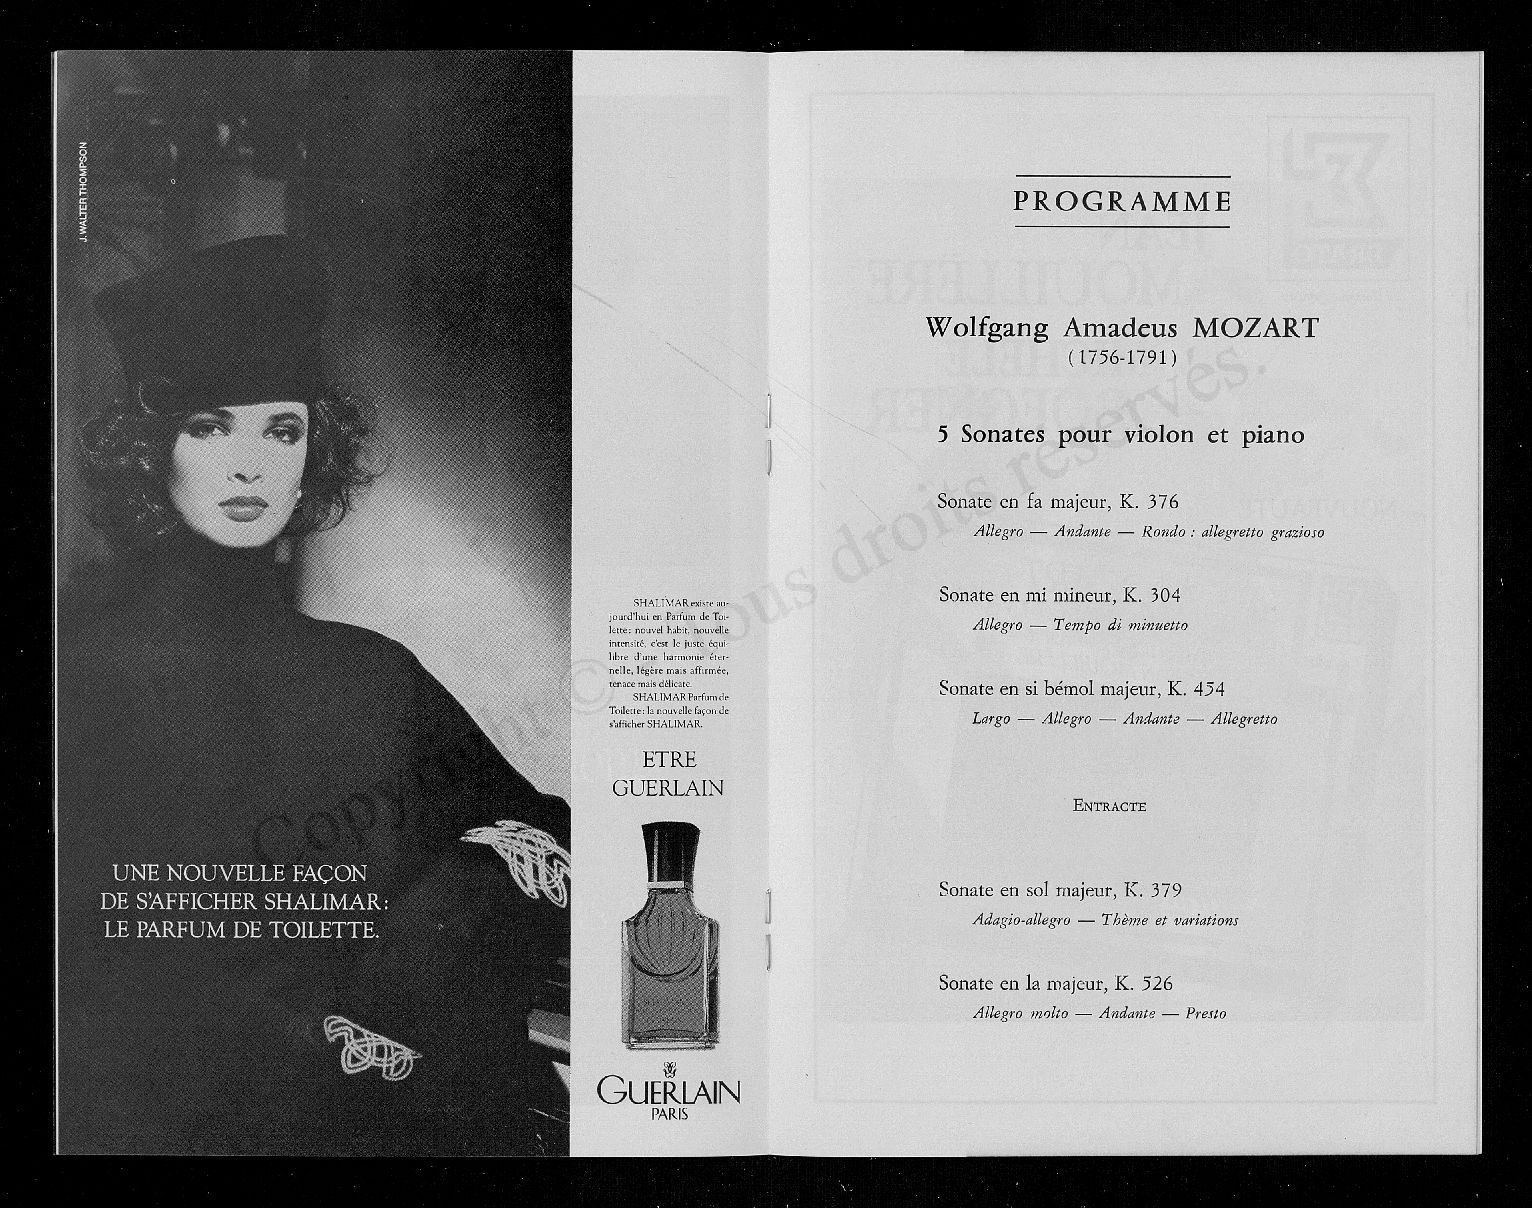 J. WALTER THOMPSON
UNE NOUVELLE FAÇON
DE S'AFFICHER SHALIMAR:
LE PARFUM DE TOILETTE.
SHALIMAR existe au-
jourd'hui en Parfum de Toi-
lette: nouvel habit, nouvelle
intensité, c'est le juste équi-
libre d'une harmonie éter-
nelle, légère mais affirmée,
tenace mais délicate.
SHALIMAR Parfum de
Toilette: la nouvelle façon de
s'afficher SHALIMAR.
ETRE
GUERLAIN
GUERLAIN
PARIS
PROGRAMME
Wolfgang Amadeus MOZART
(1756-1791)
5 Sonates pour violon et piano
Sonate en fa majeur, K. 376
Allegro — Andante — Rondo : allegretto grazioso
Sonate en mi mineur, K. 304
Allegro — Tempo di minuetto
Sonate en si bémol majeur, K. 454
Largo — Allegro — Andante — Allegretto
ENTRACTE
Sonate en sol majeur, K. 379
Adagio-allegro — Thème et variations
Sonate en la majeur, K. 526
Allegro molto — Andante — Presto
Copyright © Tous droits réservés.